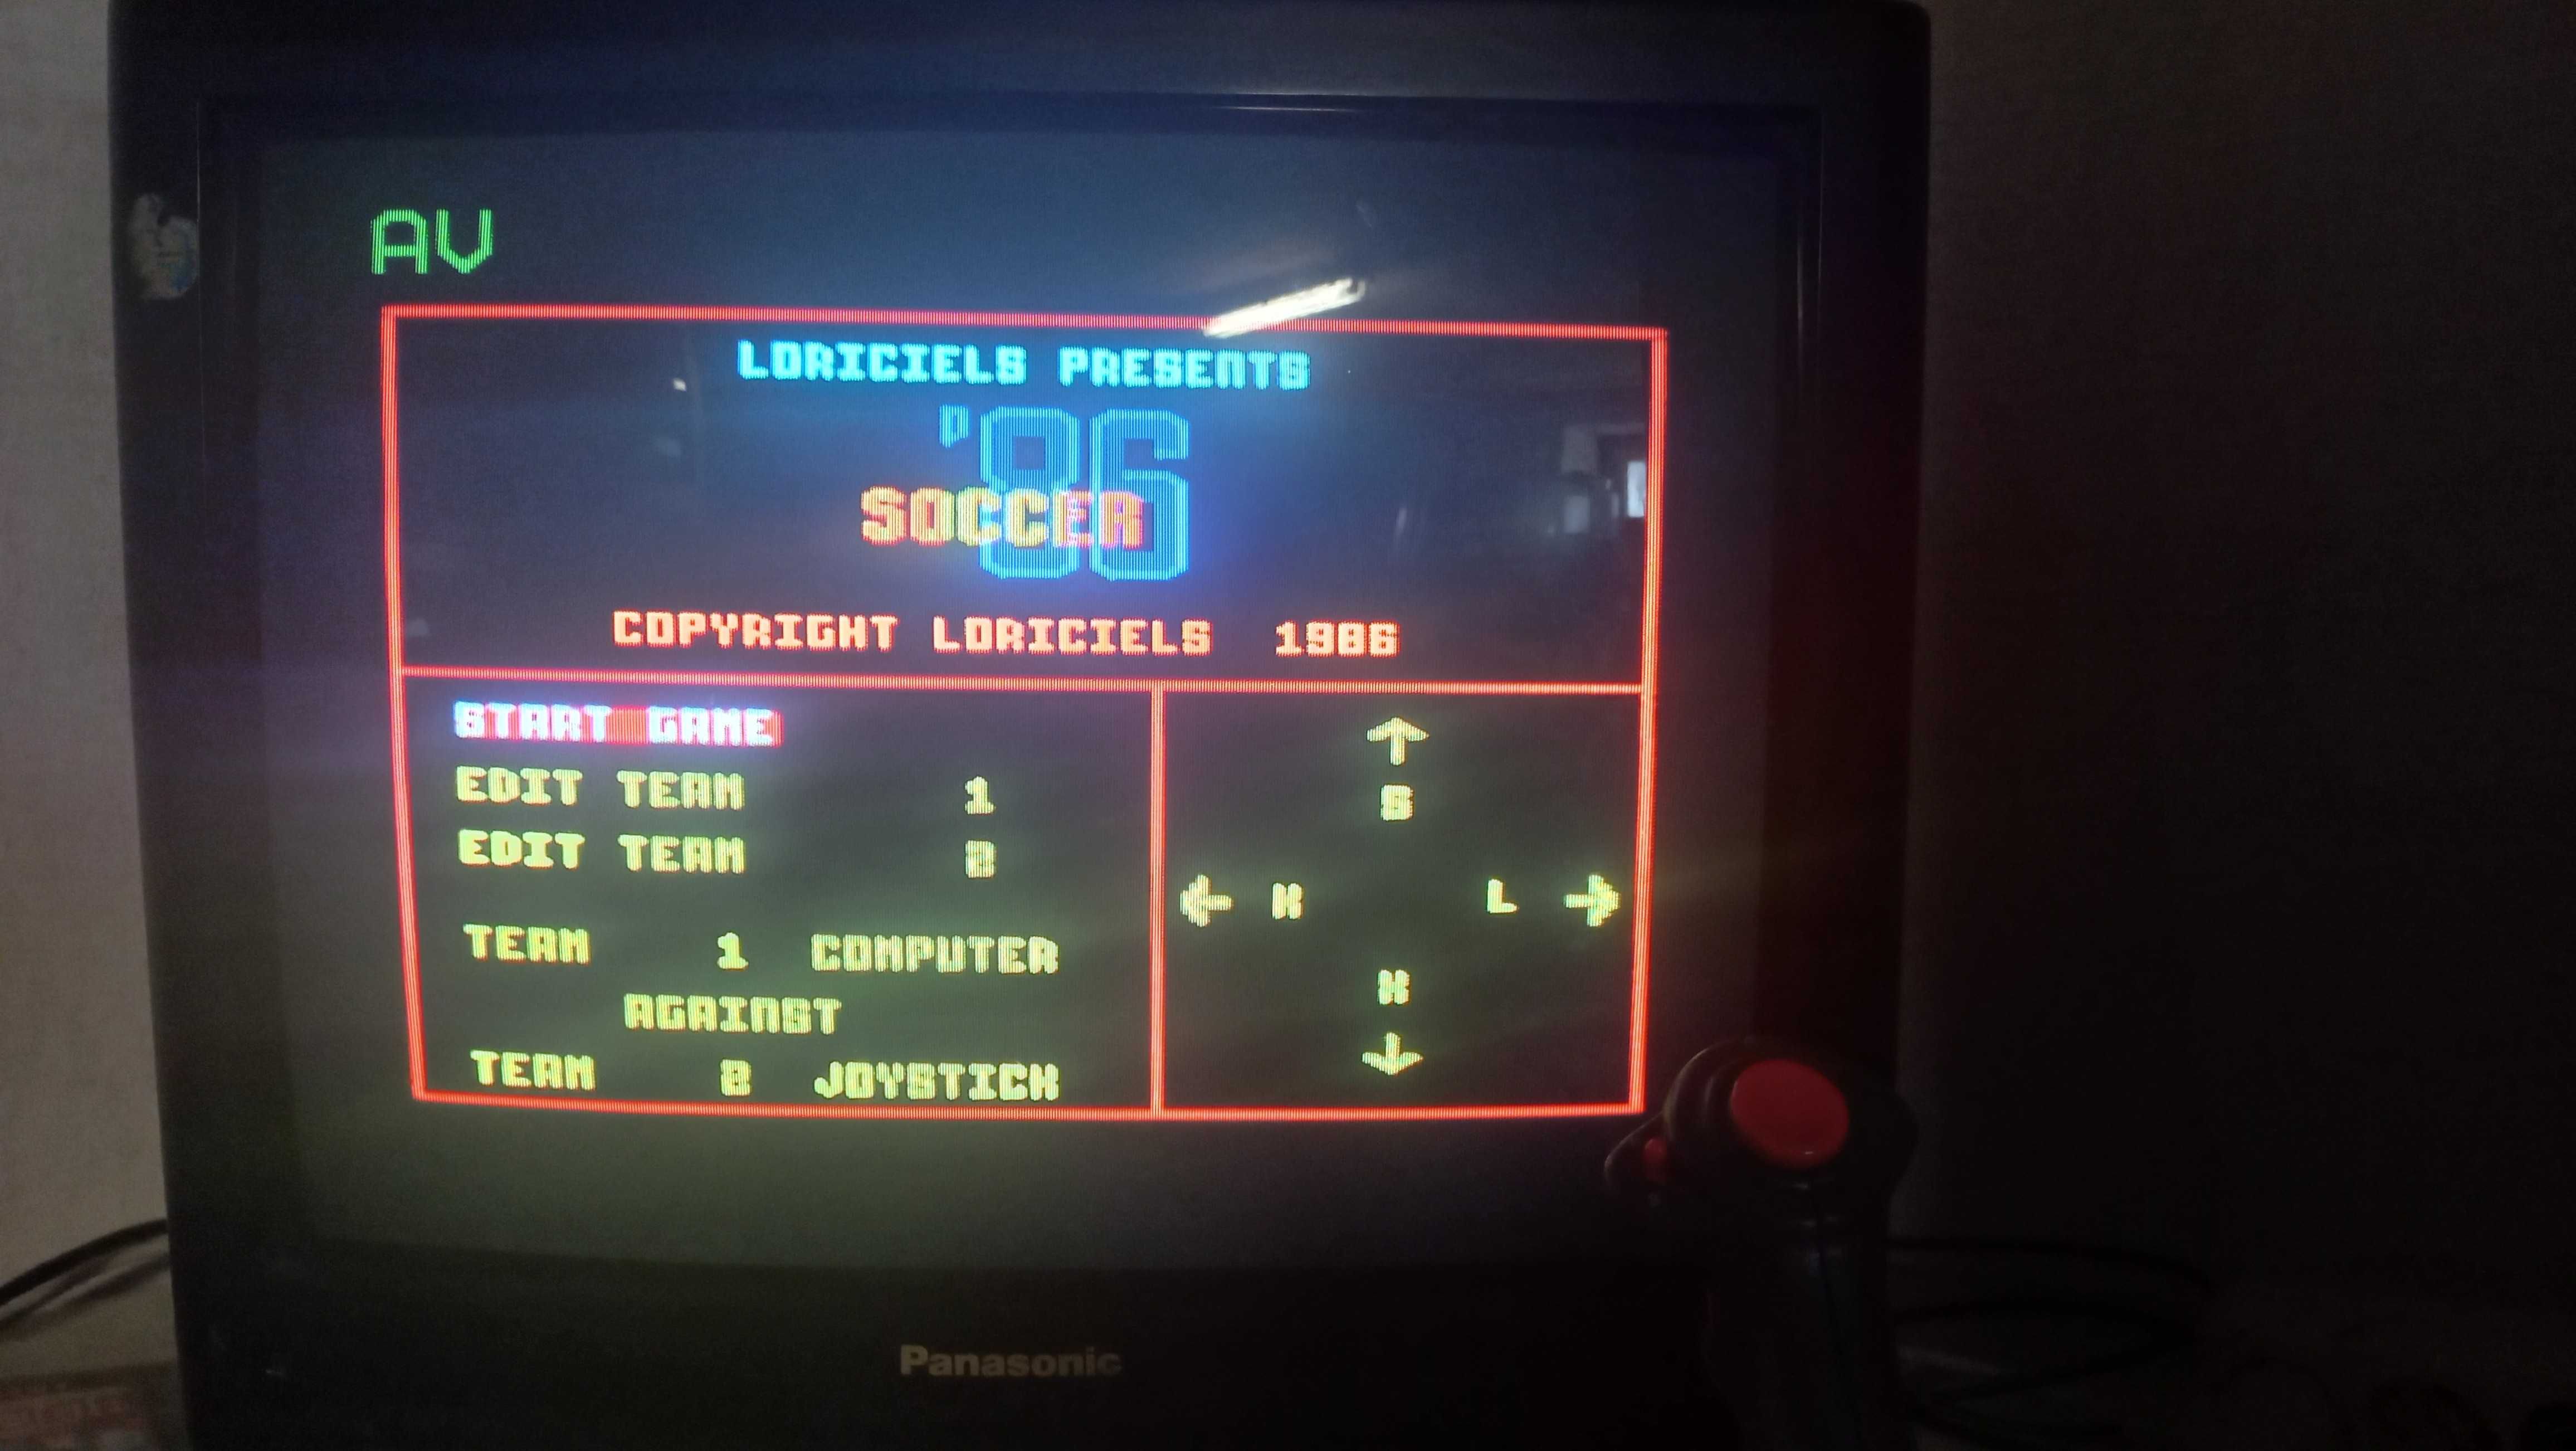 AV
LORICIELS PRESENTS
'86
SOCCER
COPYRIGHT LORICIELS 1986
START GAME
EDIT TEAM 1
EDIT TEAM 2
TEAM 1 COMPUTER
AGAINST
TEAM 2 JOYSTICK
↑
S
← K L →
X
↓
Panasonic